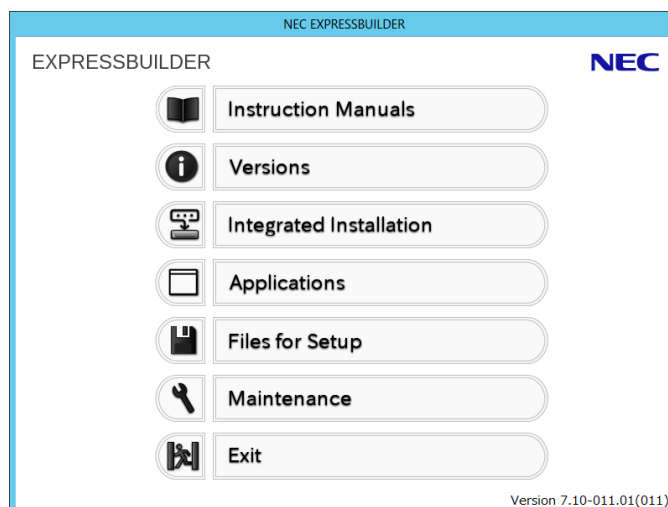 NEC EXPRESSBUILDER
EXPRESSBUILDER NEC
Instruction Manuals
Versions
Integrated Installation
Applications
Files for Setup
Maintenance
Exit
Version 7.10-011.01(011)